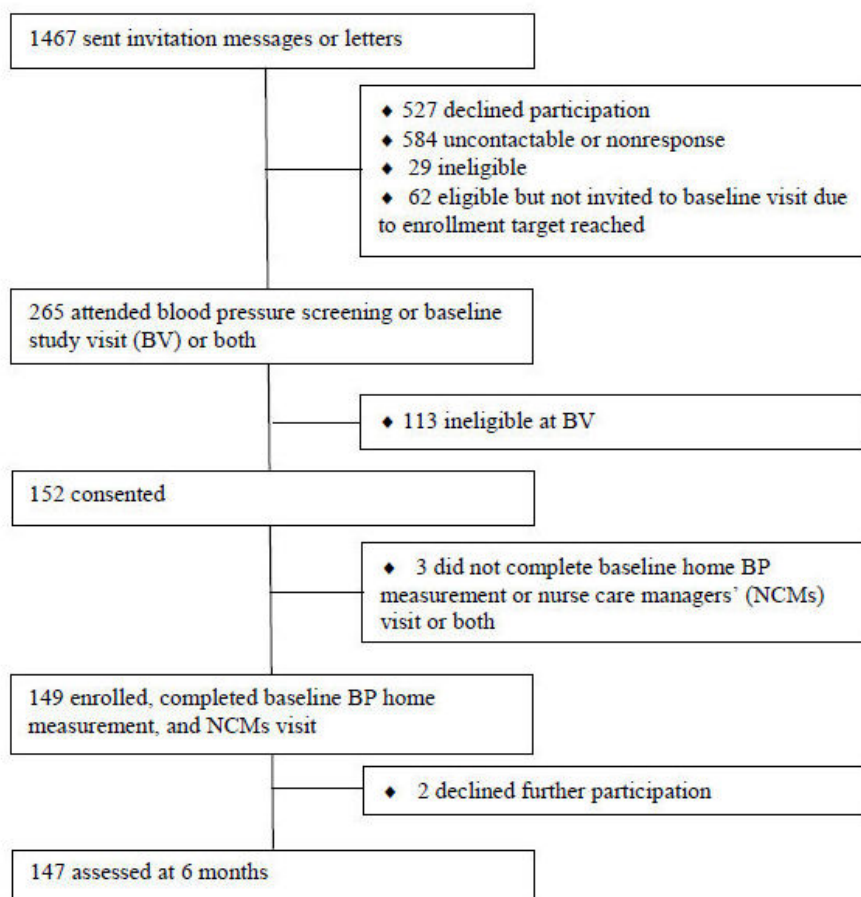 1467 sent invitation messages or letters
♦ 527 declined participation
♦ 584 uncontactable or nonresponse
♦ 29 ineligible
♦ 62 eligible but not invited to baseline visit due
to enrollment target reached
265 attended blood pressure screening or baseline
study visit (BV) or both
♦ 113 ineligible at BV
152 consented
♦ 3 did not complete baseline home BP
measurement or nurse care managers’ (NCMs)
visit or both
149 enrolled, completed baseline BP home
measurement, and NCMs visit
♦ 2 declined further participation
147 assessed at 6 months